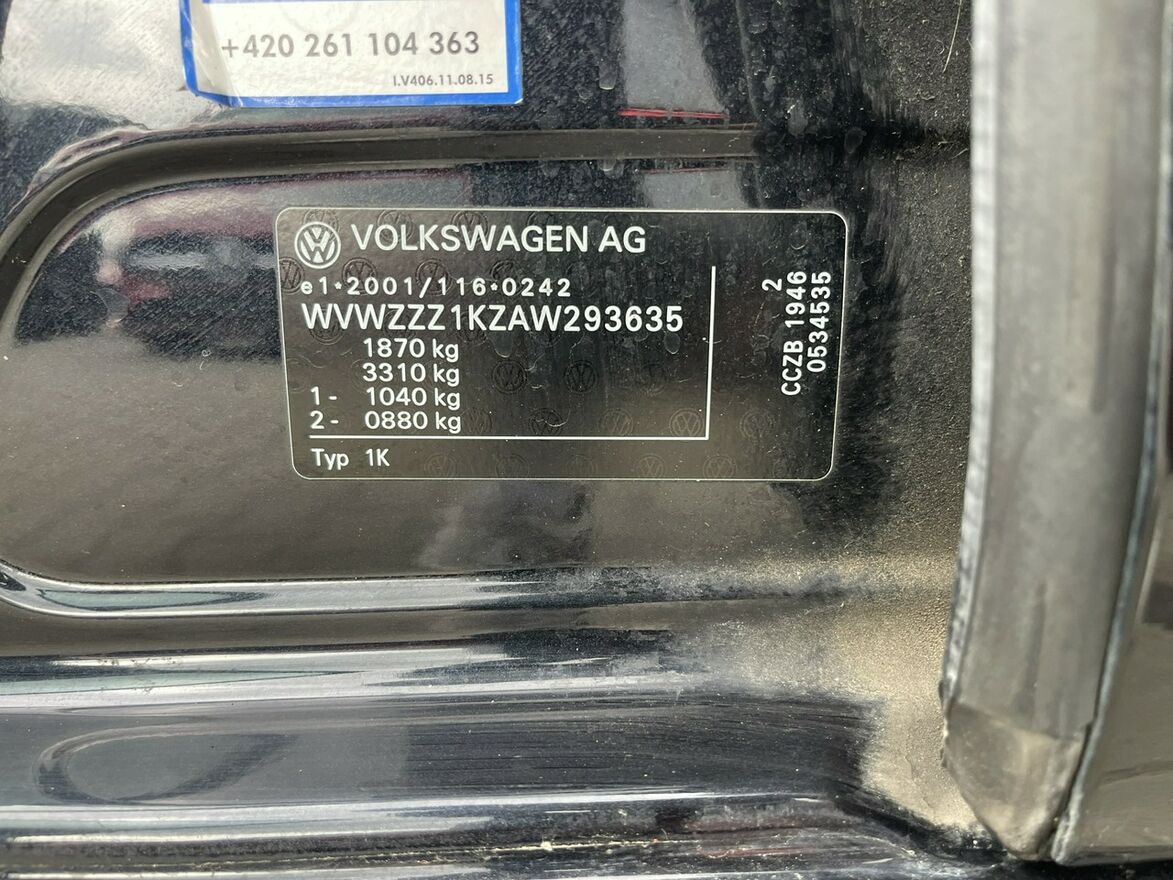 +420 261 104 363
I.V406.11.08.15
VOLKSWAGEN AG
e1*2001/116*0242
WVWZZZ1KZAW293635
1870 kg
3310 kg
1- 1040 kg
2- 0880 kg
Typ 1K
2
CCZB 1946
0534535